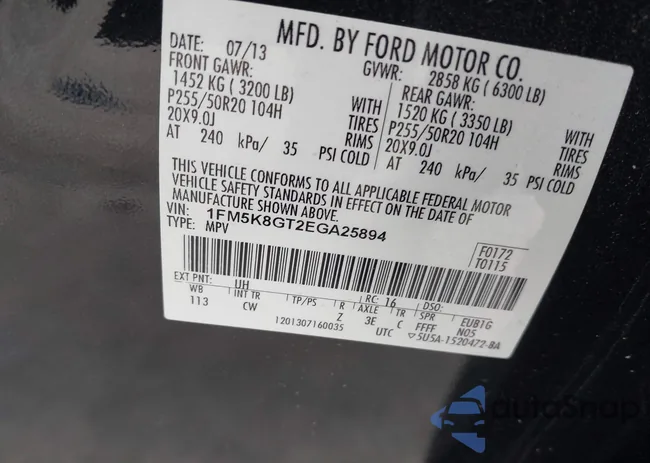 MFD. BY FORD MOTOR CO.
DATE: 07/13 GVWR: 2858 KG ( 6300 LB)
FRONT GAWR: REAR GAWR:
1452 KG ( 3200 LB) WITH 1520 KG ( 3350 LB) WITH
P255/50R20 104H TIRES P255/50R20 104H TIRES
20X9.0J RIMS 20X9.0J RIMS
AT 240 kPa/ 35 PSI COLD AT 240 kPa/ 35 PSI COLD
THIS VEHICLE CONFORMS TO ALL APPLICABLE FEDERAL MOTOR
VEHICLE SAFETY STANDARDS IN EFFECT ON THE DATE OF
MANUFACTURE SHOWN ABOVE.
VIN: 1FM5K8GT2EGA25894
TYPE: MPV
F0172
T0115
EXT PNT: UH RC: 16 DSO:
WB INT TR TP/PS R AXLE TR SPR EUB1G
113 CW Z 3E C FFFF N05
1201307160035 UTC ▽5U5A-1520472-BA
autoSnap